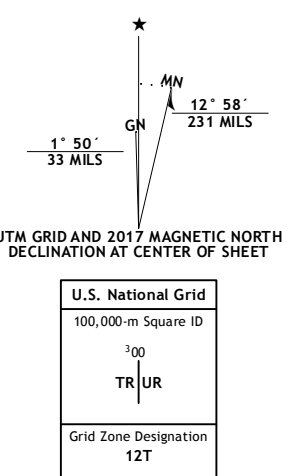 ★
MN
GN
12° 58´
231 MILS
1° 50´
33 MILS
UTM GRID AND 2017 MAGNETIC NORTH
DECLINATION AT CENTER OF SHEET
U.S. National Grid
100,000-m Square ID
³00
TR UR
Grid Zone Designation
12T